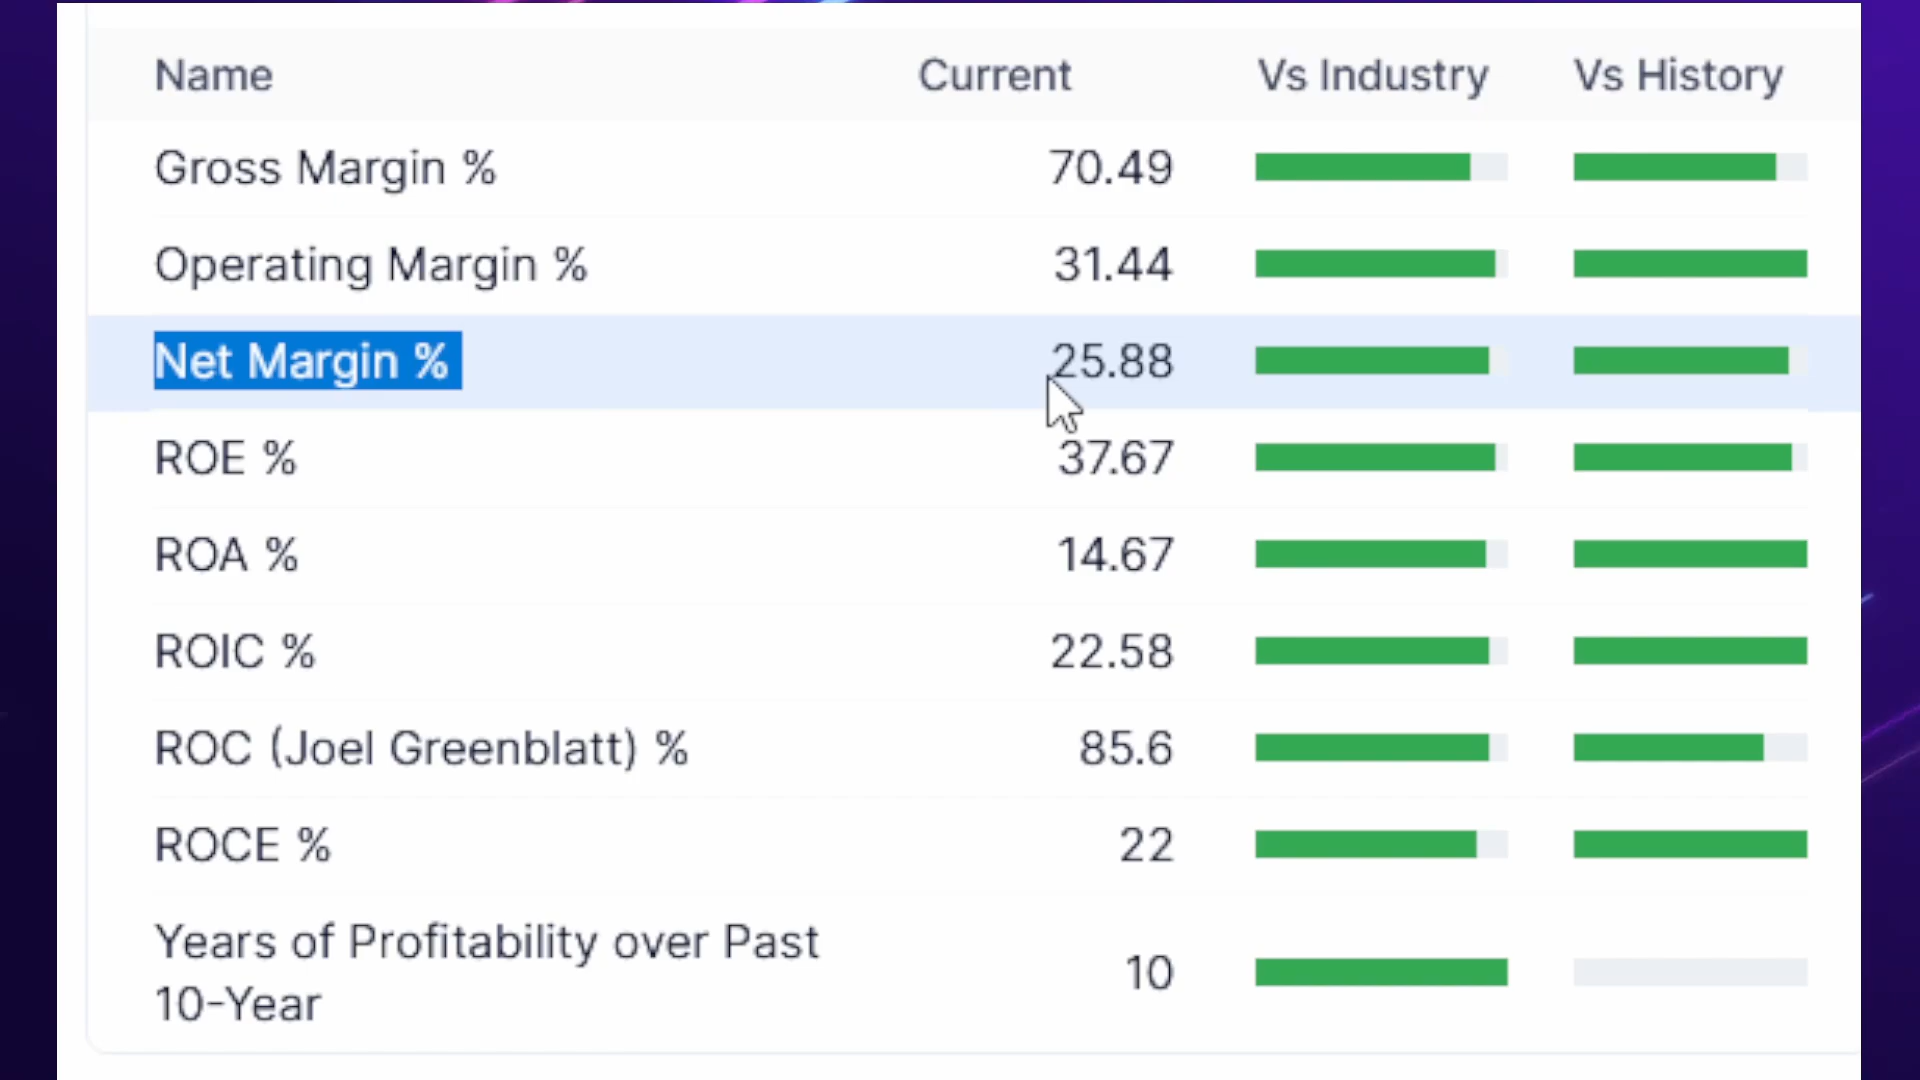 Name Current Vs Industry Vs History
Gross Margin % 70.49
Operating Margin % 31.44
Net Margin % 25.88
ROE % 37.67
ROA % 14.67
ROIC % 22.58
ROC (Joel Greenblatt) % 85.6
ROCE % 22
Years of Profitability over Past
10-Year 10